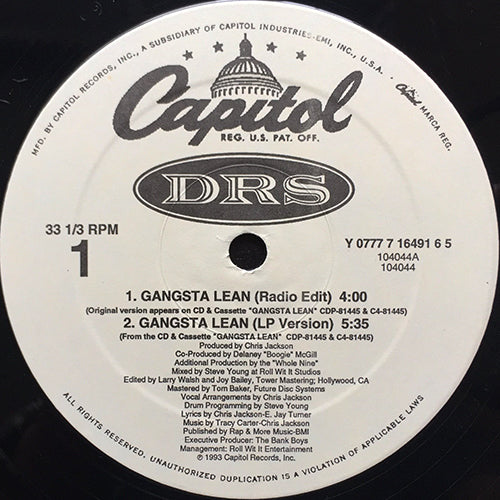 MFD. BY CAPITOL RECORDS, INC., A SUBSIDIARY OF CAPITOL INDUSTRIES-EMI, INC., U.S.A. · Capitol MARCA REG.
Capitol
REG. U.S. PAT. OFF.
DRS
33 1/3 RPM
1
Y 0777 7 16491 6 5
104044A
104044
1. GANGSTA LEAN (Radio Edit) 4:00
(Original version appears on CD & Cassette "GANGSTA LEAN" CDP-81445 & C4-81445)
2. GANGSTA LEAN (LP Version) 5:35
(From the CD & Cassette "GANGSTA LEAN" CDP-81445 & C4-81445)
Produced by Chris Jackson
Co-Produced by Delaney "Boogie" McGill
Additional Production by the "Whole Nine"
Mixed by Steve Young at Roll Wit It Studios
Edited by Larry Walsh and Joy Bailey, Tower Mastering; Hollywood, CA
Mastered by Tom Baker, Future Disc Systems
Vocal Arrangements by Chris Jackson
Drum Programming by Steve Young
Lyrics by Chris Jackson-E. Jay Turner
Music by Tracy Carter-Chris Jackson
Published by Rap & More Music-BMI
Executive Producer: The Bank Boys
Management: Roll Wit It Entertainment
℗ 1993 Capitol Records, Inc.
ALL RIGHTS RESERVED. UNAUTHORIZED DUPLICATION IS A VIOLATION OF APPLICABLE LAWS